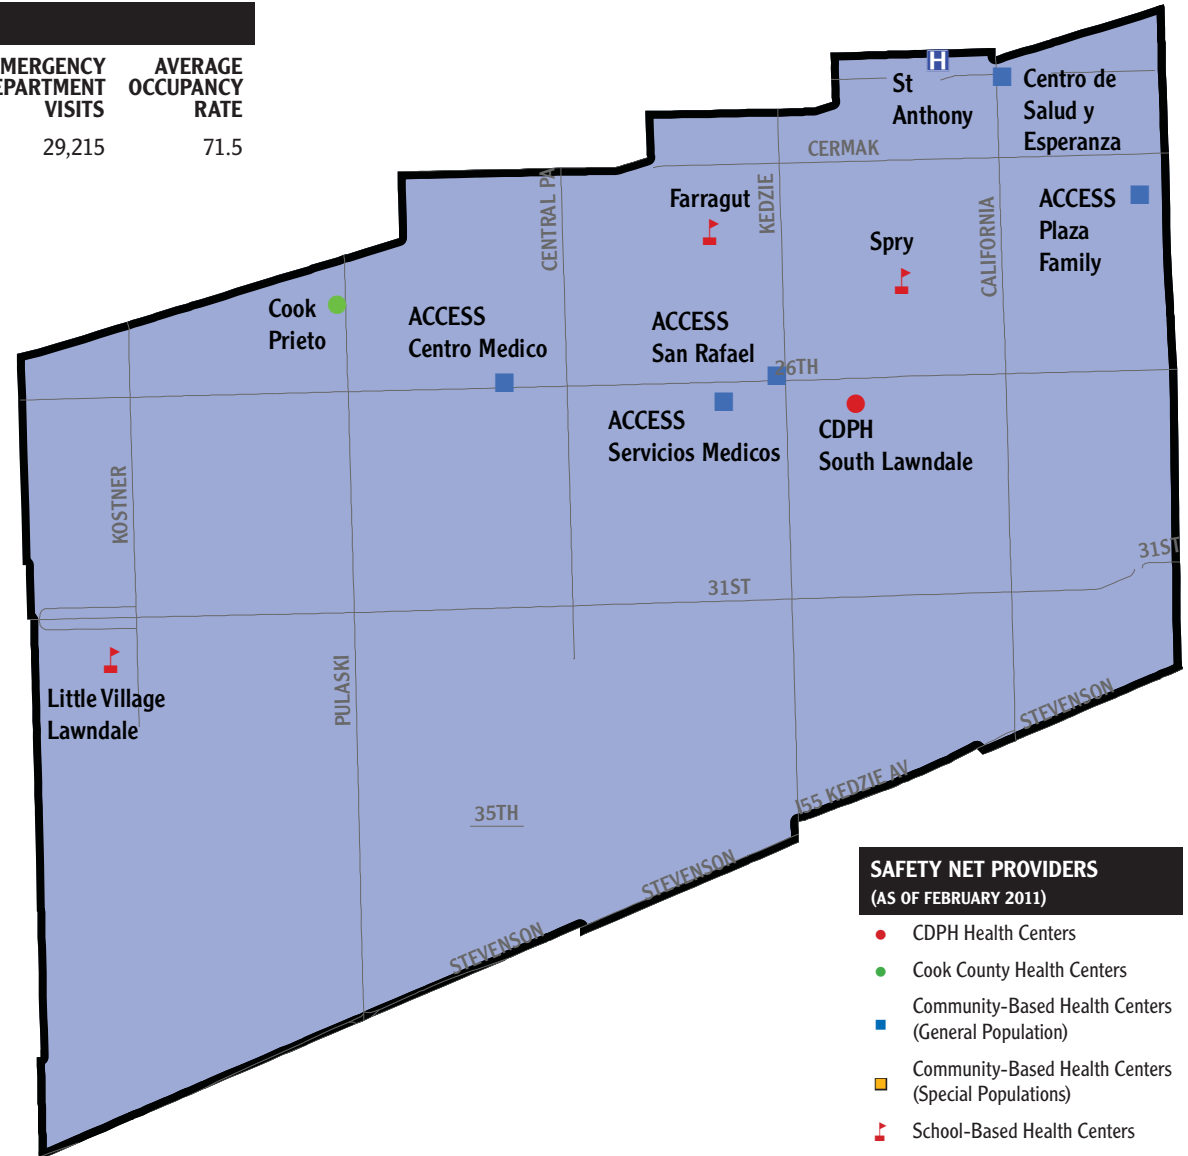 MERGENCY
EPARTMENT
VISITS
AVERAGE
OCCUPANCY
RATE
29,215
71.5
H
St
Anthony
Centro de
Salud y
Esperanza
CERMAK
CENTRAL PA
KEDZIE
CALIFORNIA
Farragut
Spry
ACCESS
Plaza
Family
Cook
Prieto
ACCESS
Centro Medico
ACCESS
San Rafael
26TH
ACCESS
Servicios Medicos
CDPH
South Lawndale
KOSTNER
31ST
31ST
Little Village
Lawndale
PULASKI
35TH
STEVENSON
I55 KEDZIE AV
STEVENSON
STEVENSON
SAFETY NET PROVIDERS
(AS OF FEBRUARY 2011)
CDPH Health Centers
Cook County Health Centers
Community-Based Health Centers
(General Population)
Community-Based Health Centers
(Special Populations)
School-Based Health Centers